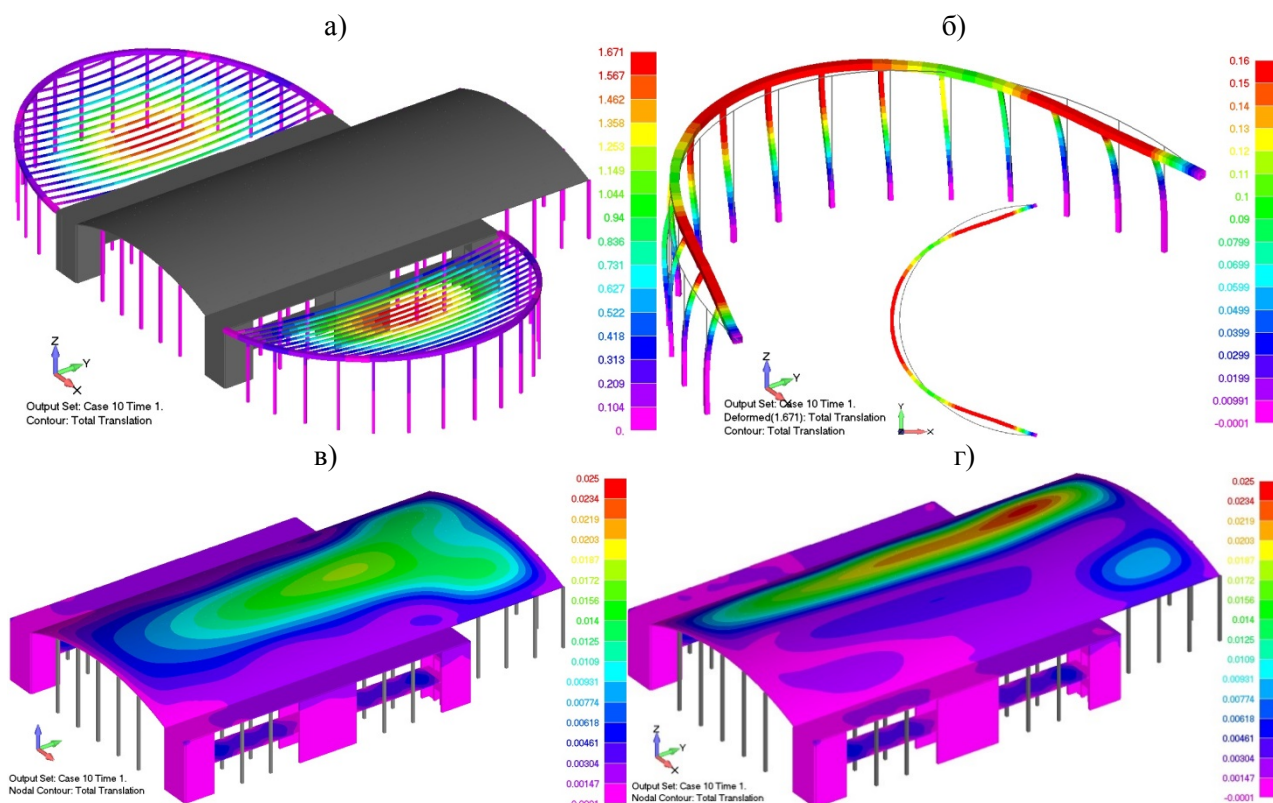 а)
1.671
1.567
1.462
1.358
1.253
1.149
1.044
0.94
0.836
0.731
0.627
0.522
0.418
0.313
0.209
0.104
0.
Z
Y
X
Output Set: Case 10 Time 1.
Contour: Total Translation
б)
0.16
0.15
0.14
0.13
0.12
0.11
0.1
0.09
0.0799
0.0699
0.0599
0.0499
0.0399
0.0299
0.0199
0.00991
-0.0001
Z
Y
X
Output Set: Case 10 Time 1.
Deformed(1.671): Total Translation
Contour: Total Translation
Y
X
в)
0.025
0.0234
0.0219
0.0203
0.0187
0.0172
0.0156
0.014
0.0125
0.0109
0.00931
0.00774
0.00618
0.00461
0.00304
0.00147
-0.0001
Output Set: Case 10 Time 1.
Nodal Contour: Total Translation
г)
0.025
0.0234
0.0219
0.0203
0.0187
0.0172
0.0156
0.014
0.0125
0.0109
0.00931
0.00774
0.00618
0.00461
0.00304
0.00147
-0.0001
Z
Y
X
Output Set: Case 10 Time 1.
Nodal Contour: Total Translation